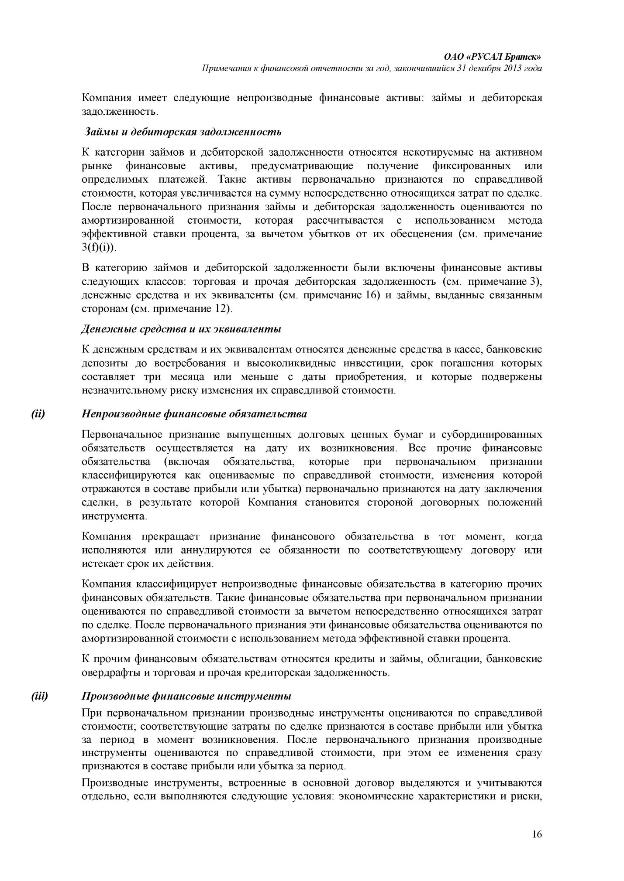 ОАО «РУСАЛ Братск»
Примечания к финансовой отчетности за год, закончившийся 31 декабря 2013 года
Компания имеет следующие непроизводные финансовые активы: займы и дебиторская
задолженность.
Займы и дебиторская задолженность
К категории займов и дебиторской задолженности относятся некотируемые на активном
рынке финансовые активы, предусматривающие получение фиксированных или
определимых платежей. Такие активы первоначально признаются по справедливой
стоимости, которая увеличивается на сумму непосредственно относящихся затрат по сделке.
После первоначального признания займы и дебиторская задолженность оцениваются по
амортизированной стоимости, которая рассчитывается с использованием метода
эффективной ставки процента, за вычетом убытков от их обесценения (см. примечание
3(f)(i)).
В категорию займов и дебиторской задолженности были включены финансовые активы
следующих классов: торговая и прочая дебиторская задолженность (см. примечание 3),
денежные средства и их эквиваленты (см. примечание 16) и займы, выданные связанным
сторонам (см. примечание 12).
Денежные средства и их эквиваленты
К денежным средствам и их эквивалентам относятся денежные средства в кассе, банковские
депозиты до востребования и высоколиквидные инвестиции, срок погашения которых
составляет три месяца или меньше с даты приобретения, и которые подвержены
незначительному риску изменения их справедливой стоимости.
(ii) Непроизводные финансовые обязательства
Первоначальное признание выпущенных долговых ценных бумаг и субординированных
обязательств осуществляется на дату их возникновения. Все прочие финансовые
обязательства (включая обязательства, которые при первоначальном признании
классифицируются как оцениваемые по справедливой стоимости, изменения которой
отражаются в составе прибыли или убытка) первоначально признаются на дату заключения
сделки, в результате которой Компания становится стороной договорных положений
инструмента.
Компания прекращает признание финансового обязательства в тот момент, когда
исполняются или аннулируются ее обязанности по соответствующему договору или
истекает срок их действия.
Компания классифицирует непроизводные финансовые обязательства в категорию прочих
финансовых обязательств. Такие финансовые обязательства при первоначальном признании
оцениваются по справедливой стоимости за вычетом непосредственно относящихся затрат
по сделке. После первоначального признания эти финансовые обязательства оцениваются по
амортизированной стоимости с использованием метода эффективной ставки процента.
К прочим финансовым обязательствам относятся кредиты и займы, облигации, банковские
овердрафты и торговая и прочая кредиторская задолженность.
(iii) Производные финансовые инструменты
При первоначальном признании производные инструменты оцениваются по справедливой
стоимости; соответствующие затраты по сделке признаются в составе прибыли или убытка
за период в момент возникновения. После первоначального признания производные
инструменты оцениваются по справедливой стоимости, при этом ее изменения сразу
признаются в составе прибыли или убытка за период.
Производные инструменты, встроенные в основной договор выделяются и учитываются
отдельно, если выполняются следующие условия: экономические характеристики и риски,
16